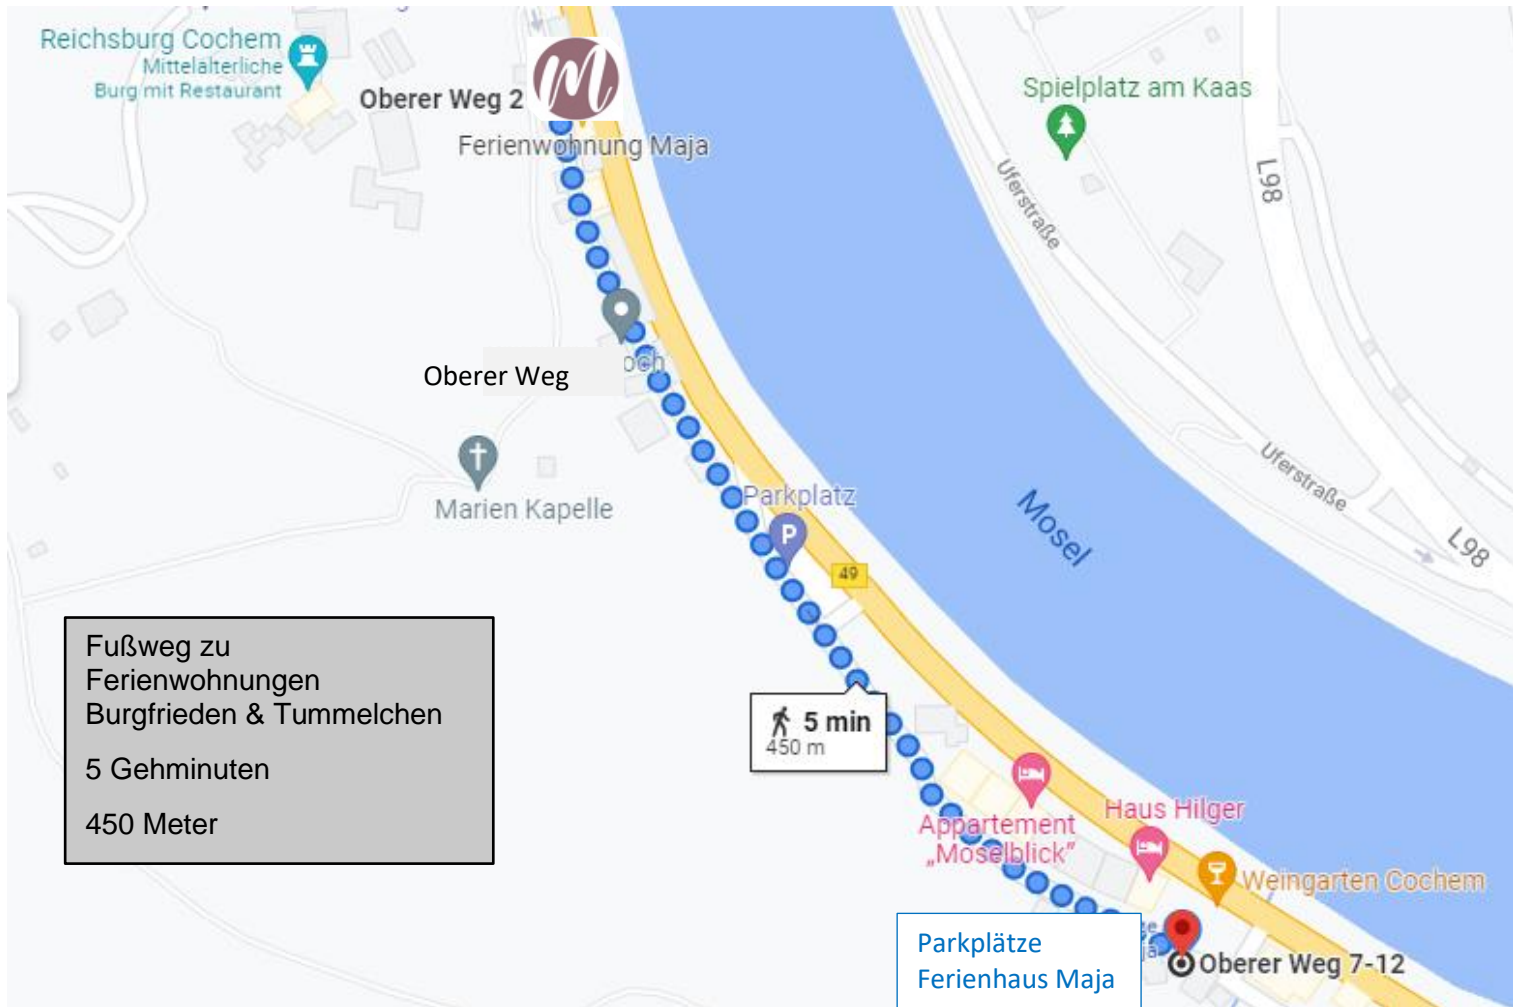 Reichsburg Cochem
Mittelalterliche
Burg mit Restaurant
Oberer Weg 2
M
Ferienwohnung Maja
Spielplatz am Kaas
Uferstraße
L98
Oberer Weg
Marien Kapelle
Parkplatz
P
49
Mosel
Uferstraße
L98
Fußweg zu
Ferienwohnungen
Burgfrieden & Tummelchen
5 Gehminuten
450 Meter
5 min
450 m
Appartement
„Moselblick”
Haus Hilger
Weingarten Cochem
Parkplätze
Ferienhaus Maja
Oberer Weg 7-12